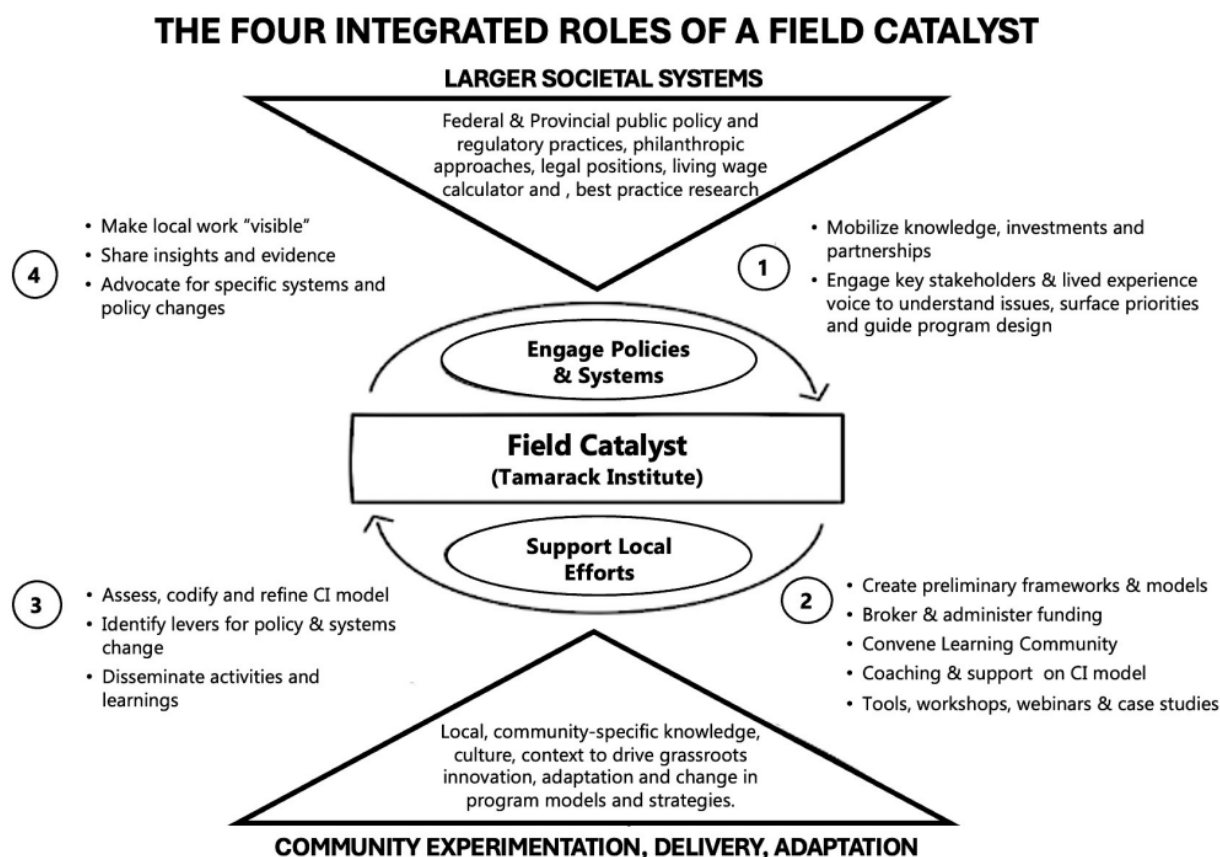 THE FOUR INTEGRATED ROLES OF A FIELD CATALYST
LARGER SOCIETAL SYSTEMS
Federal & Provincial public policy and
regulatory practices, philanthropic
approaches, legal positions, living wage
calculator and , best practice research
4
• Make local work "visible"
• Share insights and evidence
• Advocate for specific systems and
policy changes
1
• Mobilize knowledge, investments and
partnerships
• Engage key stakeholders & lived experience
voice to understand issues, surface priorities
and guide program design
Engage Policies
& Systems
Field Catalyst
(Tamarack Institute)
Support Local
Efforts
3
• Assess, codify and refine CI model
• Identify levers for policy & systems
change
• Disseminate activities and
learnings
2
• Create preliminary frameworks & models
• Broker & administer funding
• Convene Learning Community
• Coaching & support on CI model
• Tools, workshops, webinars & case studies
Local, community-specific knowledge,
culture, context to drive grassroots
innovation, adaptation and change in
program models and strategies.
COMMUNITY EXPERIMENTATION, DELIVERY, ADAPTATION